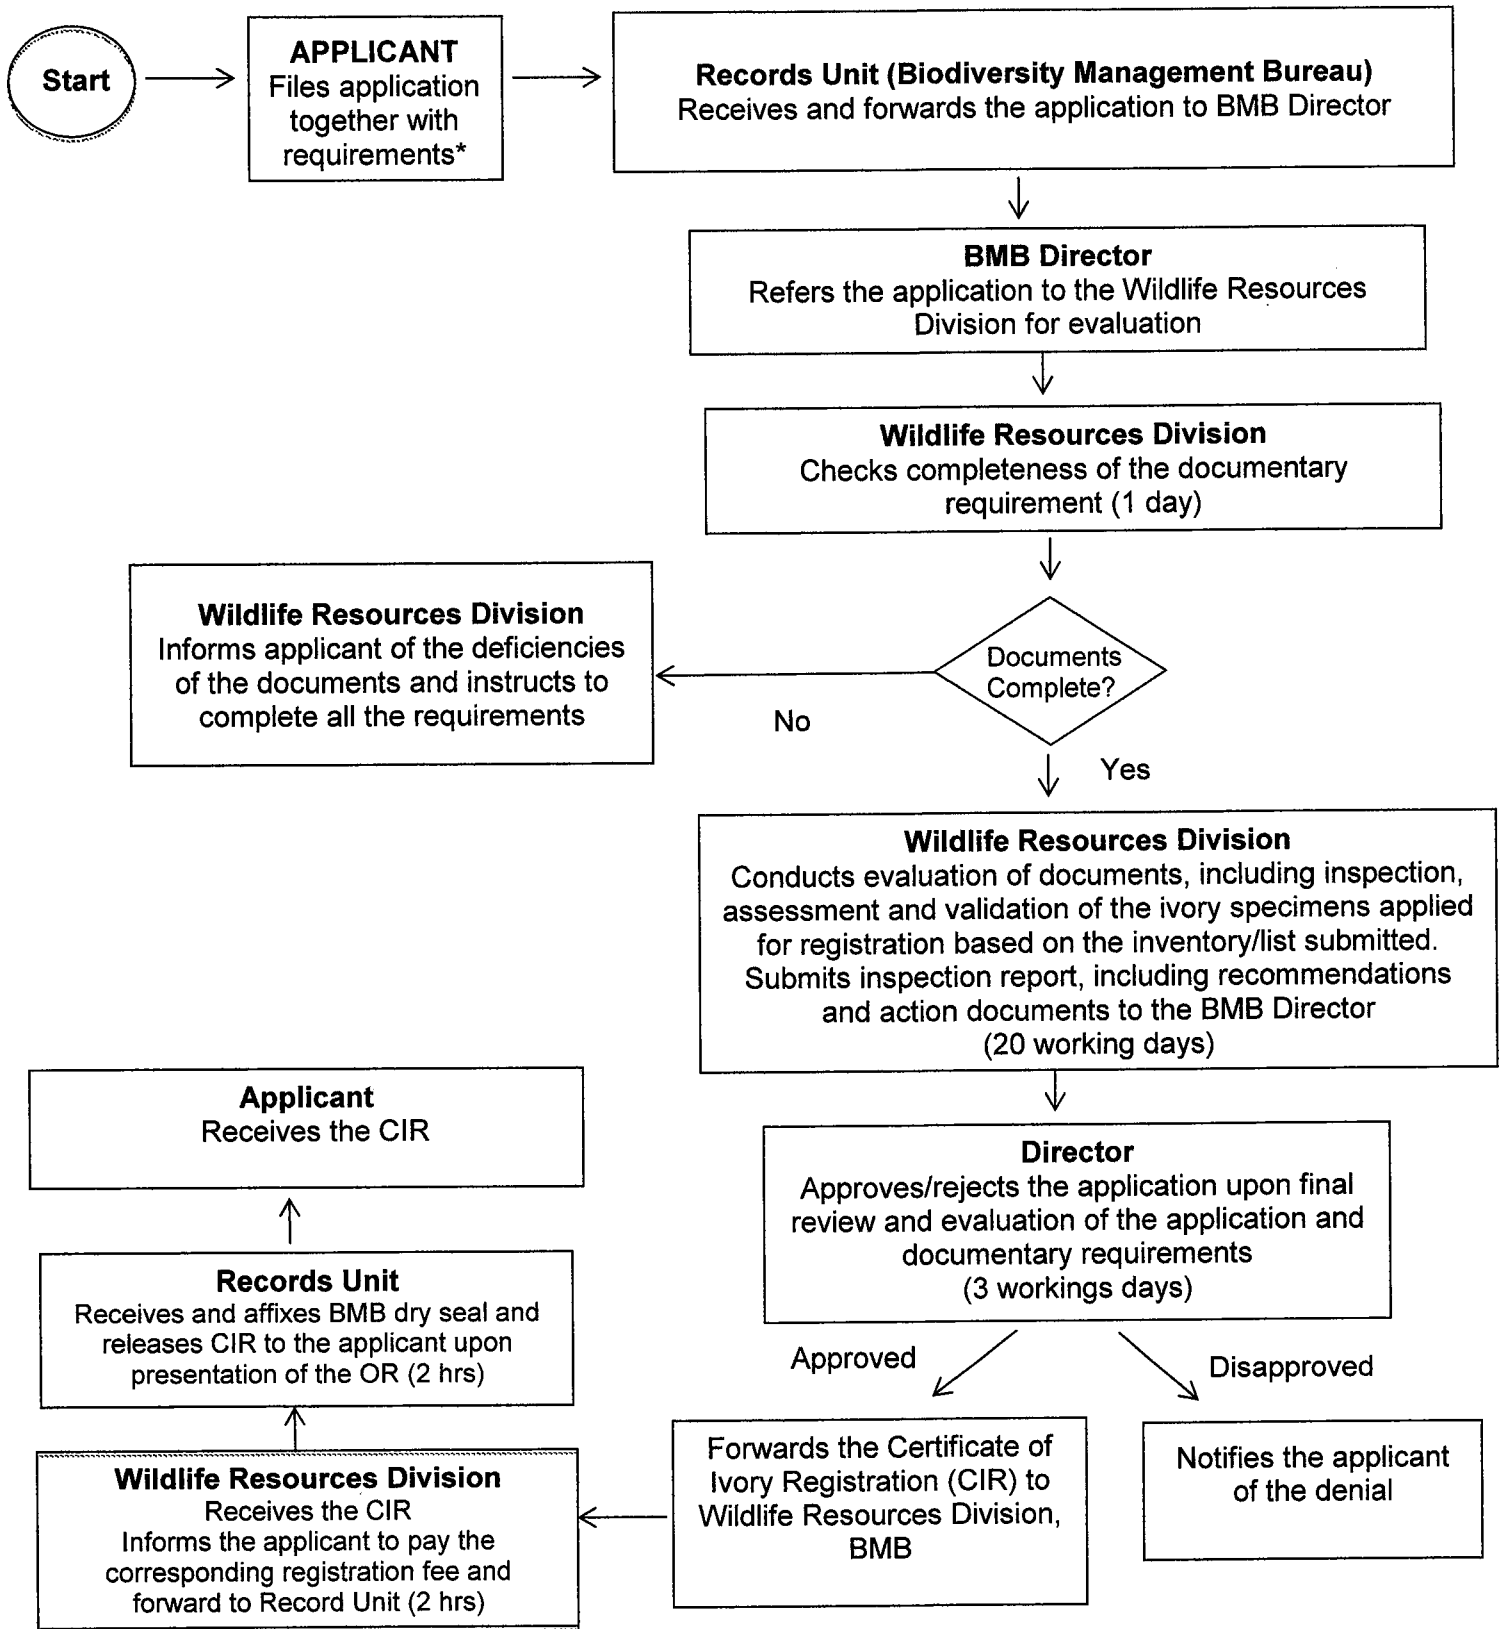 Start
APPLICANT
Files application
together with
requirements*
Records Unit (Biodiversity Management Bureau)
Receives and forwards the application to BMB Director
BMB Director
Refers the application to the Wildlife Resources
Division for evaluation
Wildlife Resources Division
Checks completeness of the documentary
requirement (1 day)
Documents
Complete?
No
Wildlife Resources Division
Informs applicant of the deficiencies
of the documents and instructs to
complete all the requirements
Yes
Wildlife Resources Division
Conducts evaluation of documents, including inspection,
assessment and validation of the ivory specimens applied
for registration based on the inventory/list submitted.
Submits inspection report, including recommendations
and action documents to the BMB Director
(20 working days)
Director
Approves/rejects the application upon final
review and evaluation of the application and
documentary requirements
(3 workings days)
Approved
Disapproved
Forwards the Certificate of
Ivory Registration (CIR) to
Wildlife Resources Division,
BMB
Notifies the applicant
of the denial
Wildlife Resources Division
Receives the CIR
Informs the applicant to pay the
corresponding registration fee and
forward to Record Unit (2 hrs)
Records Unit
Receives and affixes BMB dry seal and
releases CIR to the applicant upon
presentation of the OR (2 hrs)
Applicant
Receives the CIR